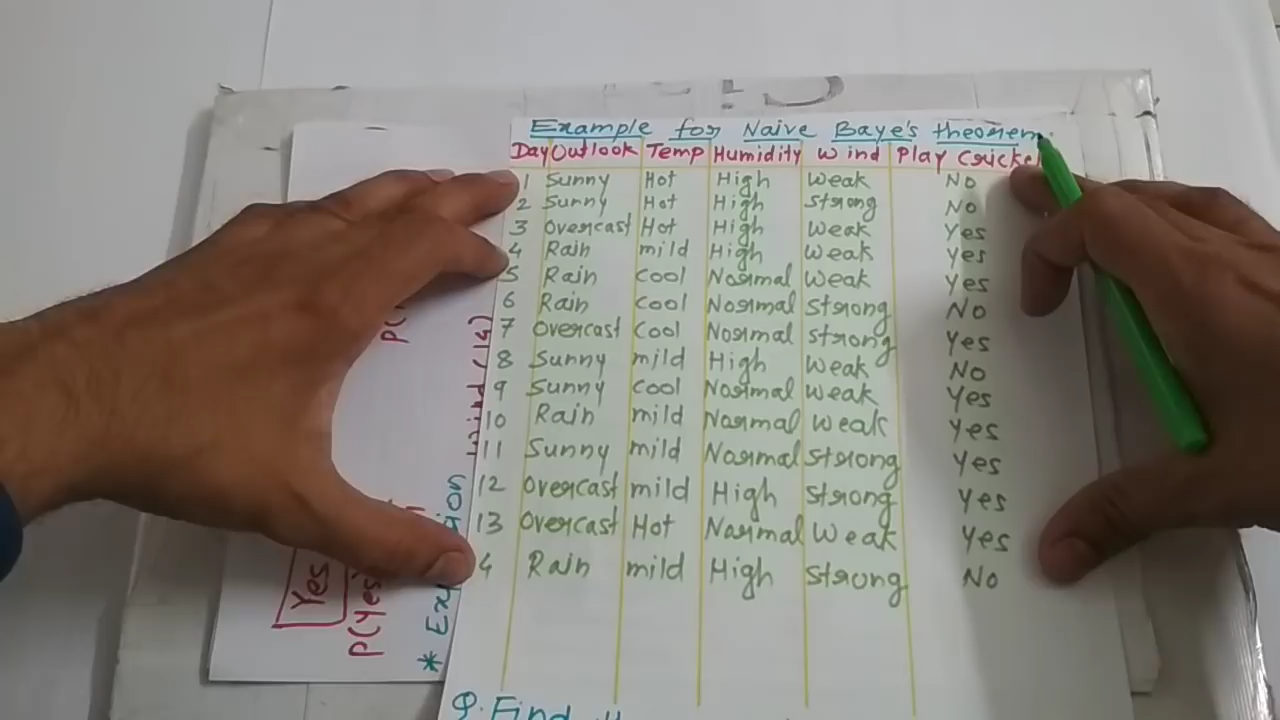 Example for Naive Baye's theorem.
Day Outlook Temp Humidity Wind Play Cricke
1 Sunny Hot High Weak No
2 Sunny Hot High Strong No
3 Overcast Hot High Weak Yes
4 Rain mild High Weak Yes
5 Rain cool Normal Weak Yes
6 Rain cool Normal Strong No
7 Overcast cool Normal Strong Yes
8 Sunny mild High Weak No
9 Sunny cool Normal Weak Yes
10 Rain mild Normal Weak Yes
11 Sunny mild Normal Strong Yes
12 Overcast mild High Strong Yes
13 Overcast Hot Normal Weak Yes
4 Rain mild High Strong No
Q. Find
Yes
P(Yes)